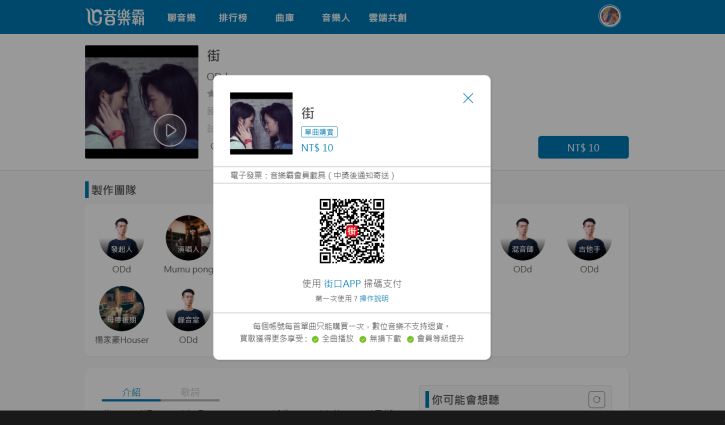 音樂霸 聊音樂 排行榜 曲庫 音樂人 雲端共創
街
ODd
NT$ 10
街
單曲購買
NT$ 10
電子發票：音樂霸會員載具 ( 中獎後通知寄送 )
街
使用 街口APP 掃碼支付
第一次使用？操作說明
每個帳號每首單曲只能購買一次，數位音樂不支持退貨。
買歌獲得更多享受： 全曲播放 無損下載 會員等級提升
製作團隊
發起人 演唱人 混音師 吉他手
ODd Mumu pong ODd ODd
錄音室
楊家豪Houser ODd
介紹 歌詞
你可能會想聽